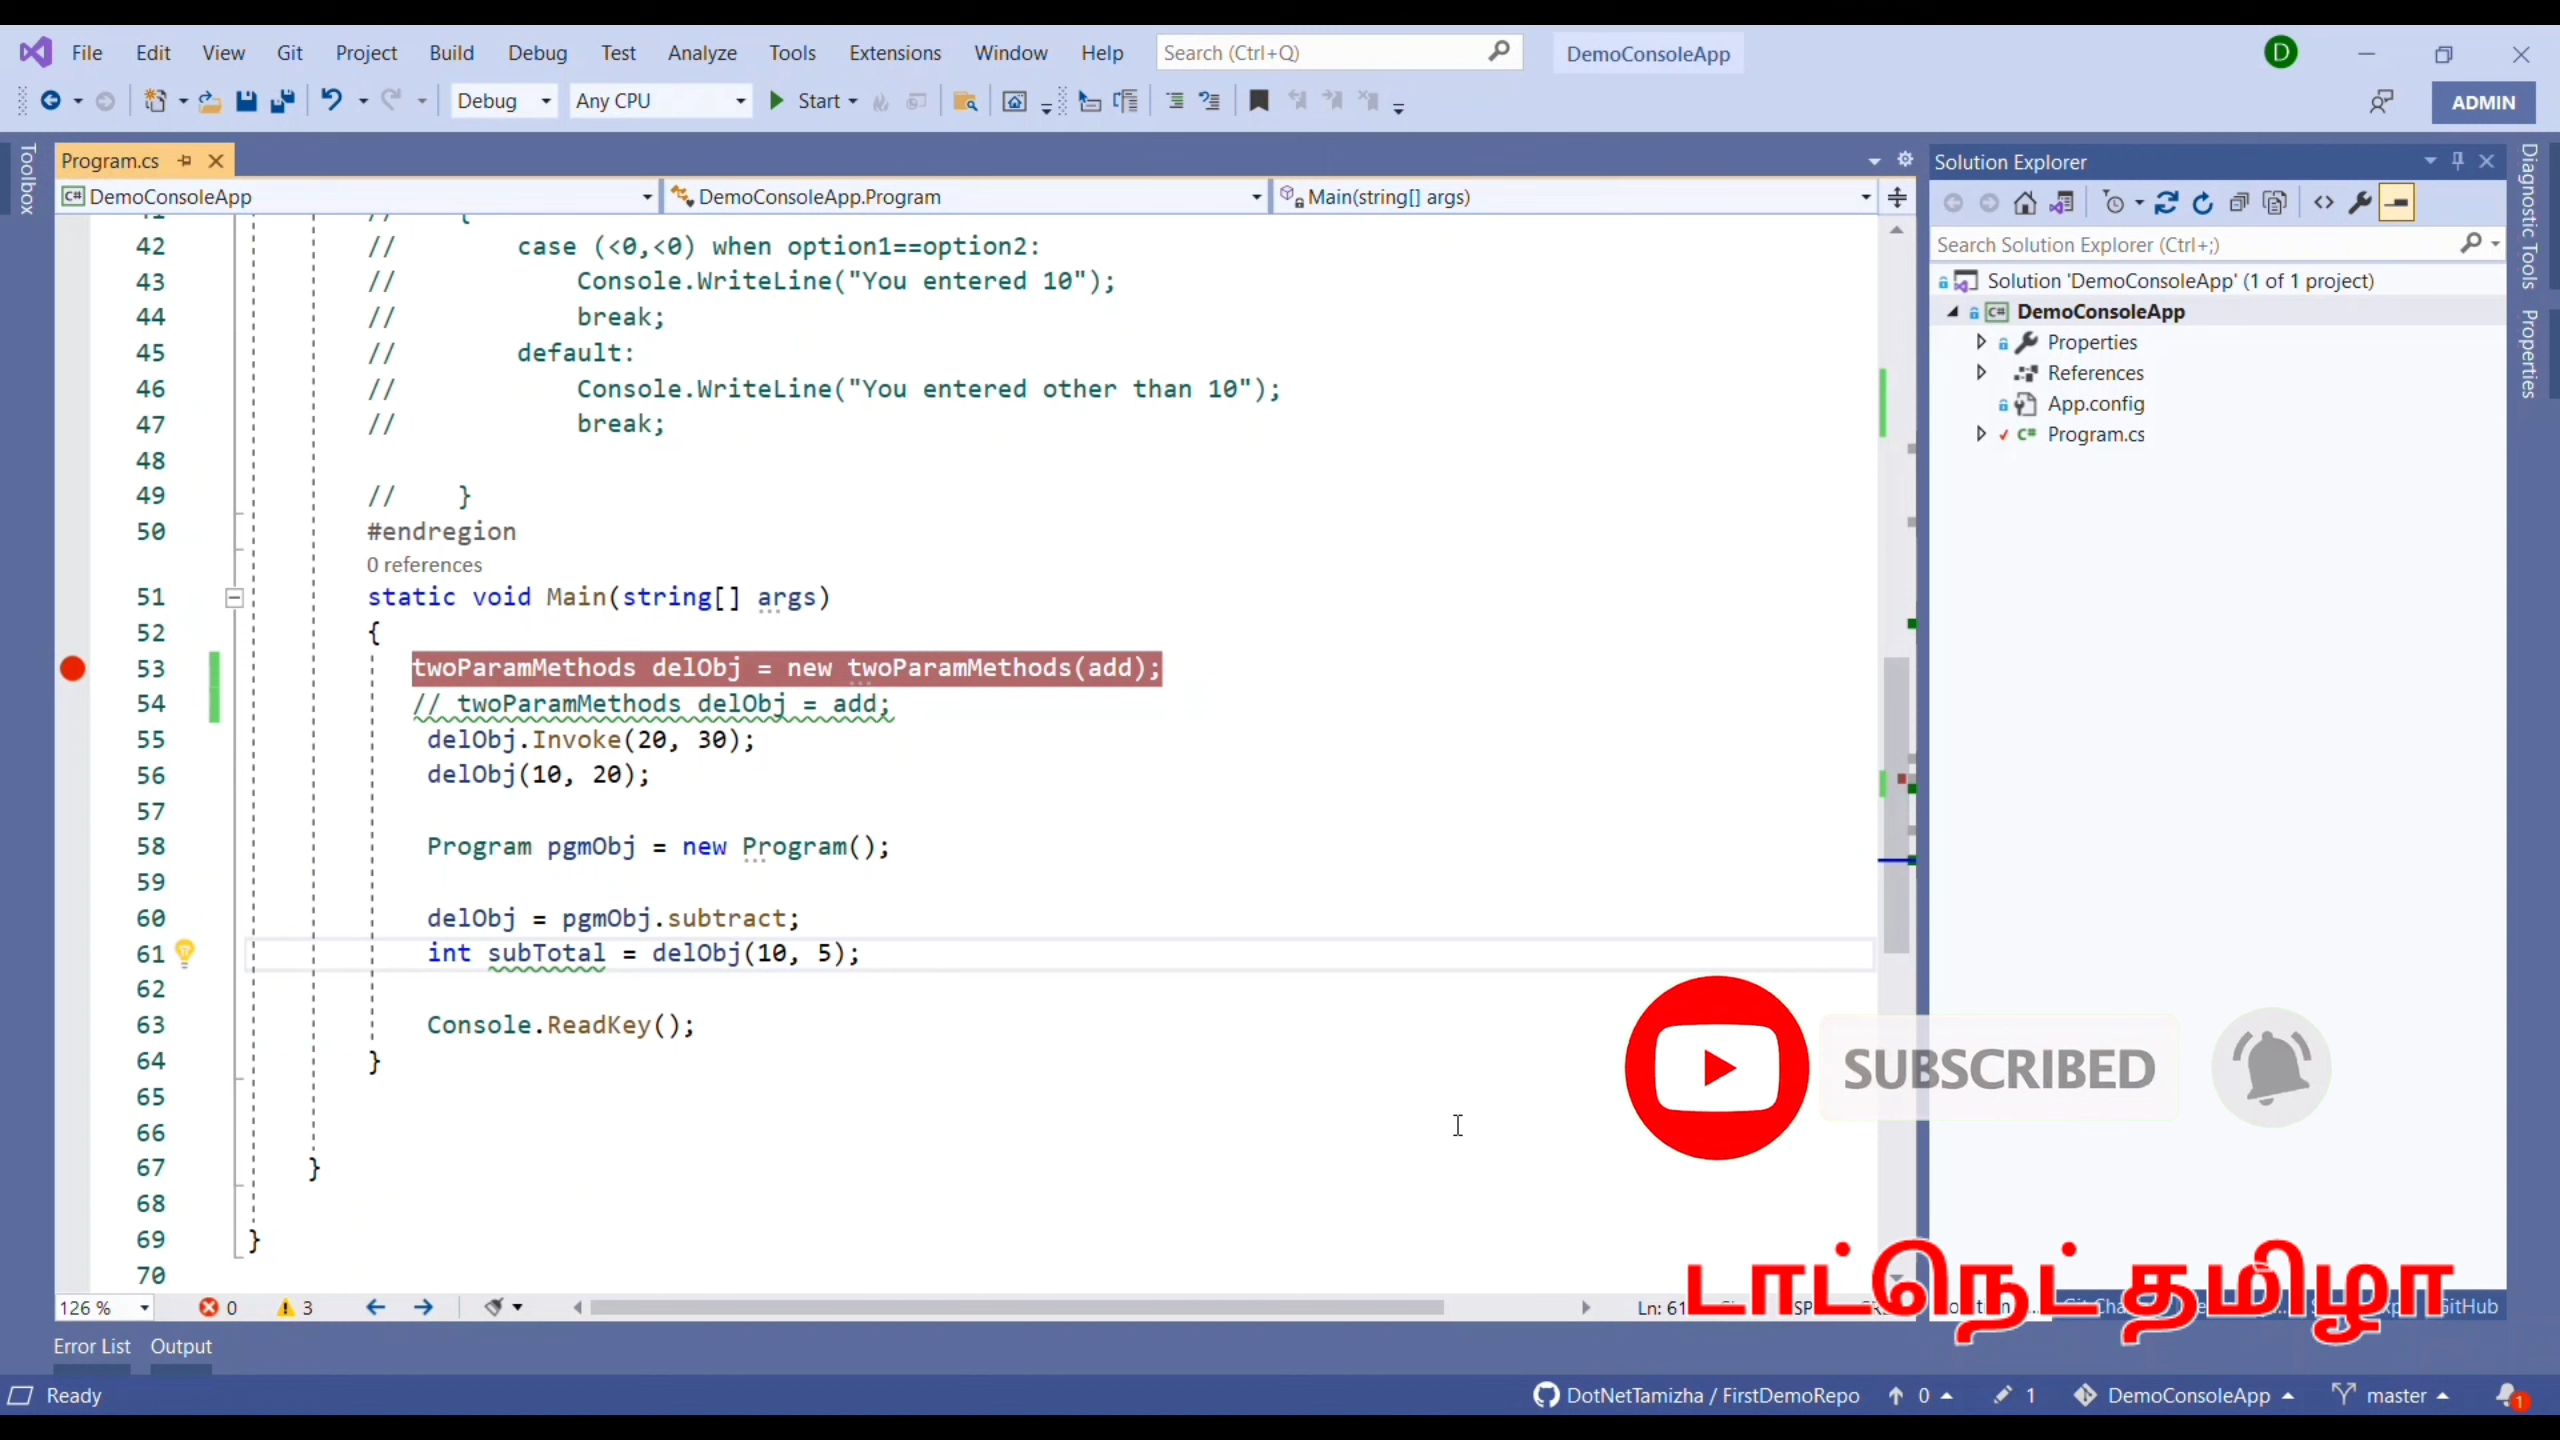 File Edit View Git Project Build Debug Test Analyze Tools Extensions Window Help Search (Ctrl+Q) DemoConsoleApp D
Debug Any CPU Start ADMIN
Toolbox
Program.cs
DemoConsoleApp DemoConsoleApp.Program Main(string[] args)
42 // case (<0,<0) when option1==option2:
43 // Console.WriteLine("You entered 10");
44 // break;
45 // default:
46 // Console.WriteLine("You entered other than 10");
47 // break;
48
49 // }
50 #endregion
0 references
51 static void Main(string[] args)
52 {
53 twoParamMethods delObj = new twoParamMethods(add);
54 // twoParamMethods delObj = add;
55 delObj.Invoke(20, 30);
56 delObj(10, 20);
57
58 Program pgmObj = new Program();
59
60 delObj = pgmObj.subtract;
61 int subTotal = delObj(10, 5);
62
63 Console.ReadKey();
64 }
65
66
67 }
68
69 }
70
126 % 0 3 Ln: 61
Solution Explorer
Search Solution Explorer (Ctrl+;)
Solution 'DemoConsoleApp' (1 of 1 project)
DemoConsoleApp
Properties
References
App.config
Program.cs
Diagnostic Tools
Properties
SUBSCRIBED
டாட்நெட் தமிழா
GitHub
Error List Output
Ready DotNetTamizha / FirstDemoRepo 0 1 DemoConsoleApp master 1